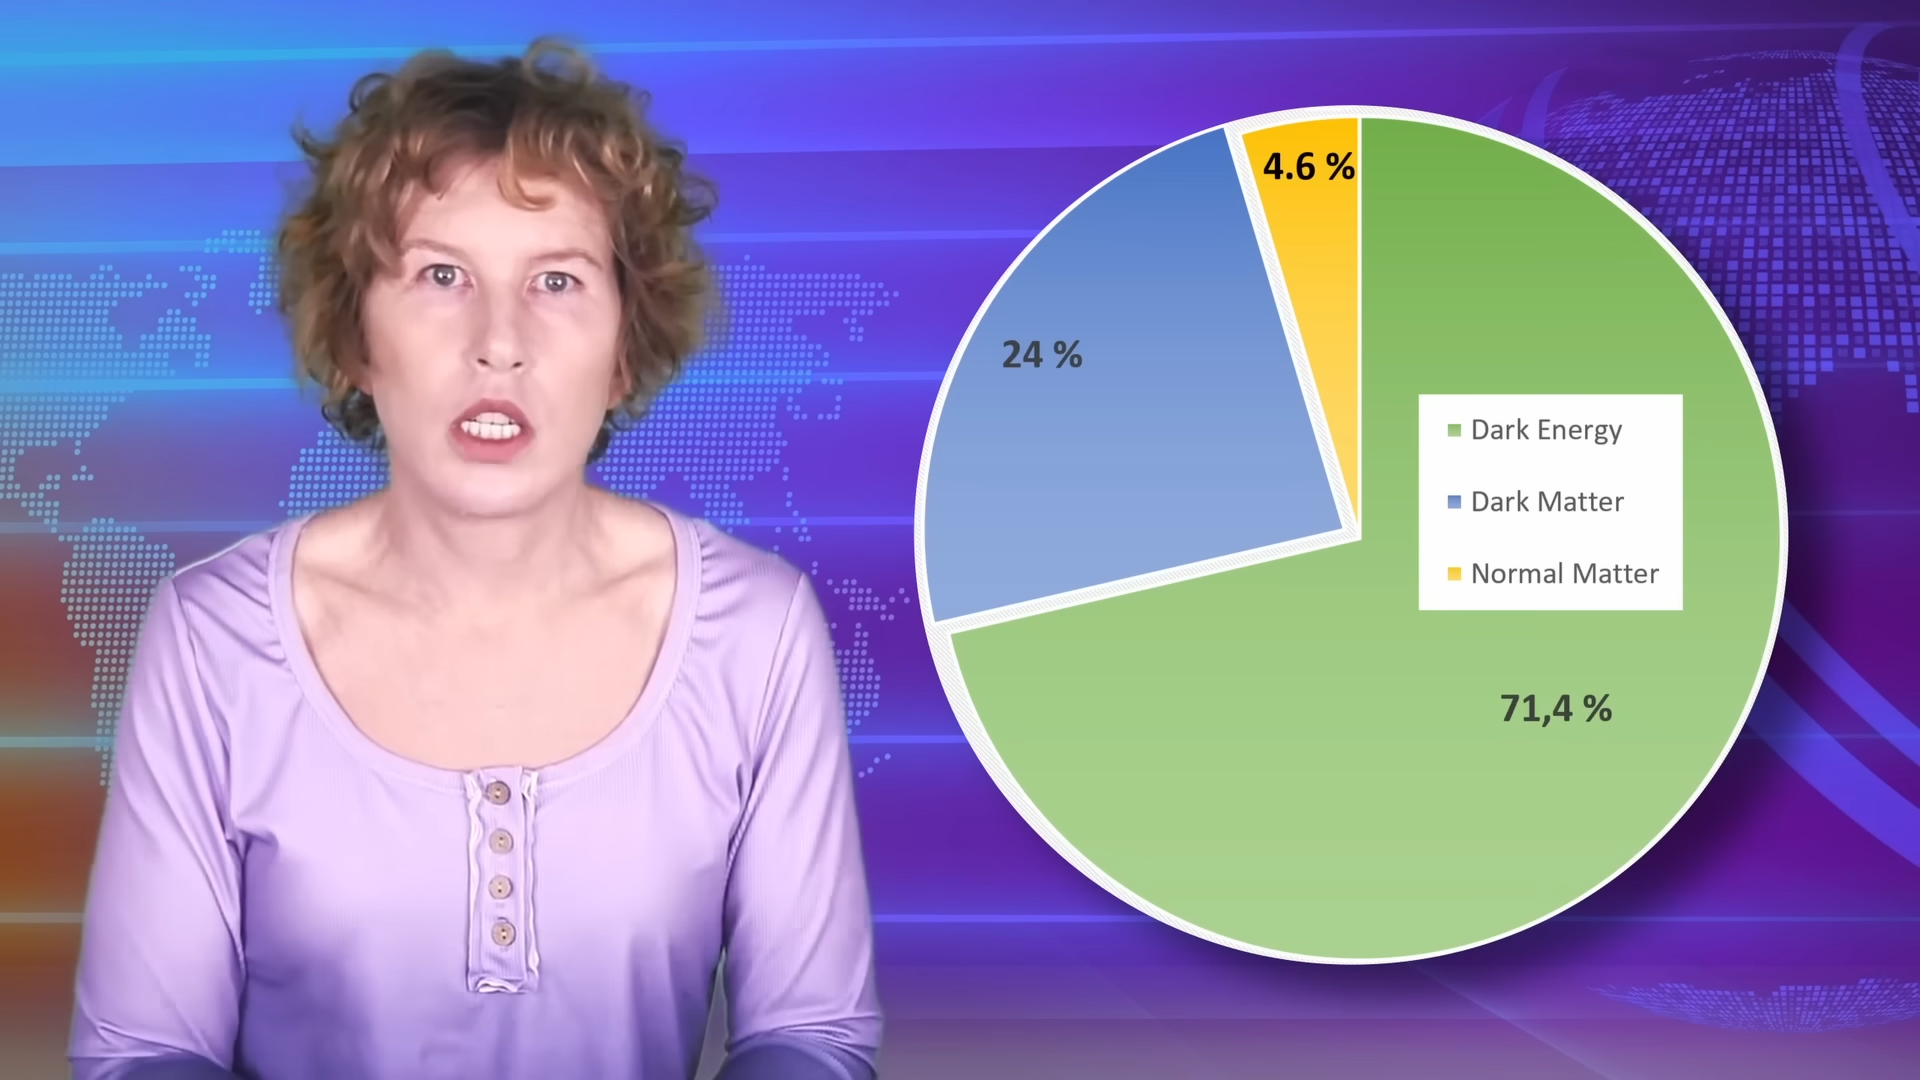 4.6 %
24 %
Dark Energy
Dark Matter
Normal Matter
71,4 %